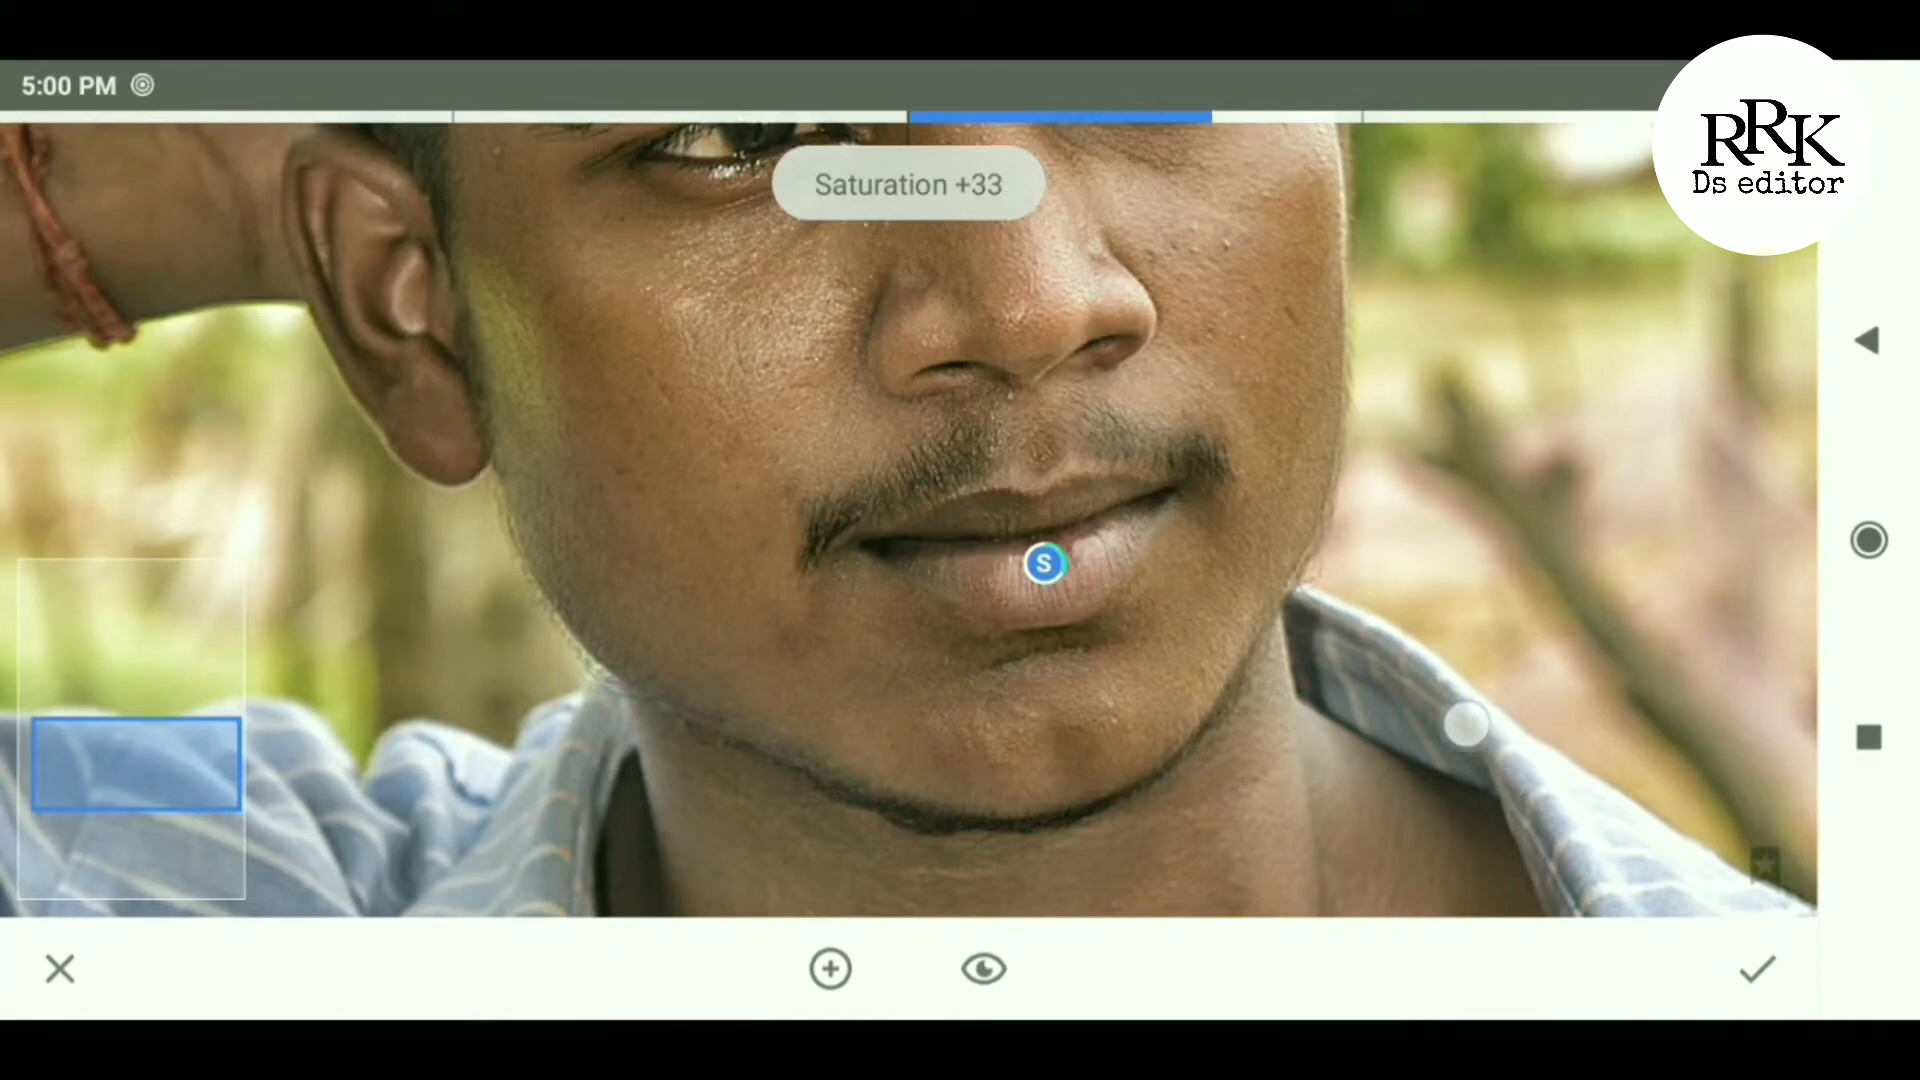 5:00 PM
Saturation +33
RRK
Ds editor
S